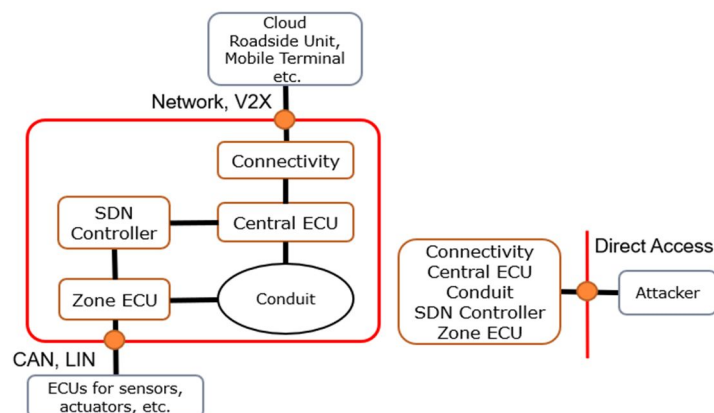 Cloud
Roadside Unit,
Mobile Terminal
etc.
Network, V2X
Connectivity
SDN
Controller
Central ECU
Zone ECU
Conduit
CAN, LIN
ECUs for sensors,
actuators, etc.
Connectivity
Central ECU
Conduit
SDN Controller
Zone ECU
Direct Access
Attacker